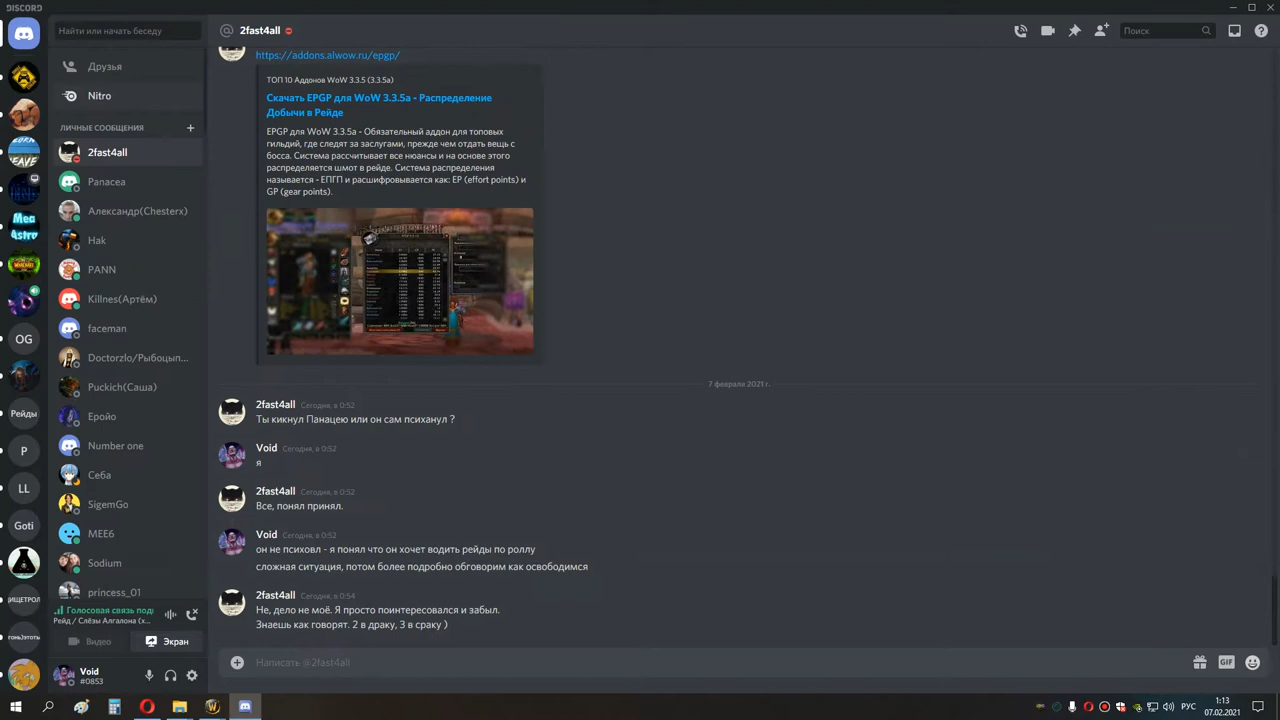 DISCORD
Найти или начать беседу
2fast4all
Поиск
Друзья
Nitro
ЛИЧНЫЕ СООБЩЕНИЯ
2fast4all
Panacea
Александр(Chesterx)
Hak
PANN
Killnes(Артём)
faceman
Doctorzlo/Рыбоцып...
Puckich(Саша)
Еройо
Number one
Себа
SigemGo
MEE6
Sodium
princess_01
OG
Рейды
P
LL
Goti
Голосовая связь под
Рейд / Слёзы Алгалона (х...
Видео
Экран
Void
#0853
https://addons.alwow.ru/epgp/
ТОП 10 Аддонов WoW 3.3.5 (3.3.5a)
Скачать EPGP для WoW 3.3.5a - Распределение
Добычи в Рейде
EPGP для WoW 3.3.5a - Обязательный аддон для топовых
гильдий, где следят за заслугами, прежде чем отдать вещь с
босса. Система рассчитывает все нюансы и на основе этого
распределяется шмот в рейде. Система распределения
называется - ЕПГП и расшифровывается как: EP (effort points) и
GP (gear points).
7 февраля 2021 г.
2fast4all Сегодня, в 0:52
Ты кикнул Панацею или он сам психанул ?
Void Сегодня, в 0:52
я
2fast4all Сегодня, в 0:52
Все, понял принял.
Void Сегодня, в 0:52
он не психовл - я понял что он хочет водить рейды по роллу
сложная ситуация, потом более подробно обговорим как освободимся
2fast4all Сегодня, в 0:54
Не, дело не моё. Я просто поинтересовался и забыл.
Знаешь как говорят. 2 в драку, 3 в сраку )
Написать @2fast4all
GIF
РУС
1:13
07.02.2021